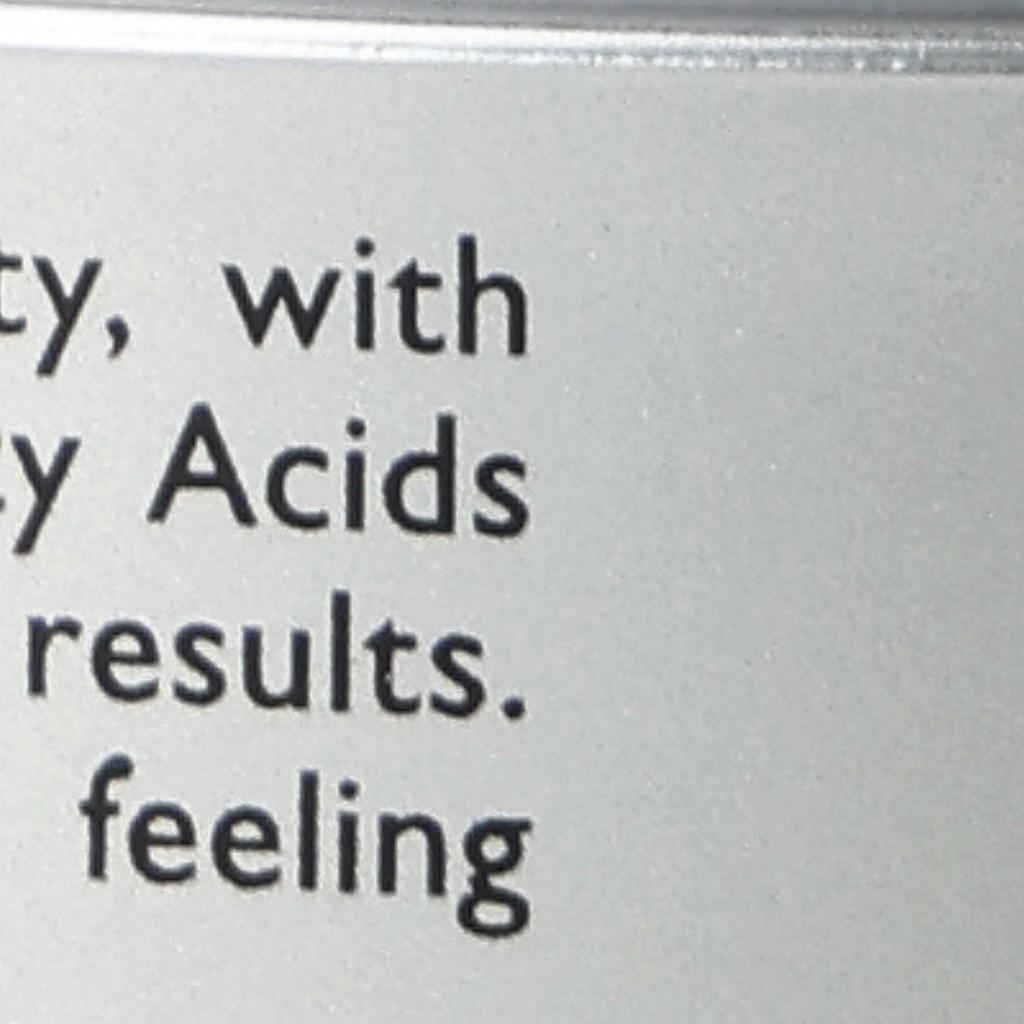 ty, with
y Acids
results.
feeling